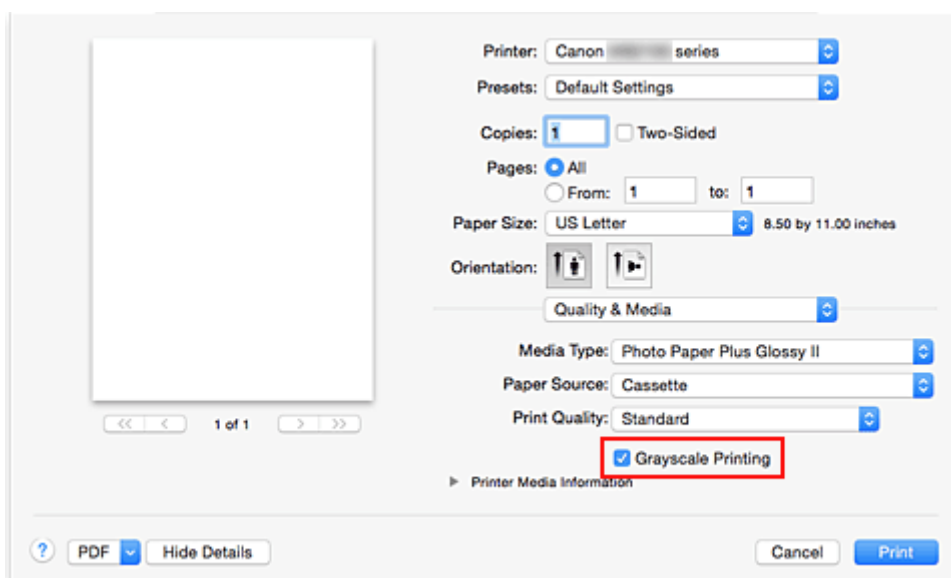 Printer: Canon series
Presets: Default Settings
Copies: 1 Two-Sided
Pages: All
From: 1 to: 1
Paper Size: US Letter 8.50 by 11.00 inches
Orientation:
Quality & Media
Media Type: Photo Paper Plus Glossy II
Paper Source: Cassette
Print Quality: Standard
1 of 1
Grayscale Printing
Printer Media Information
? PDF Hide Details Cancel Print